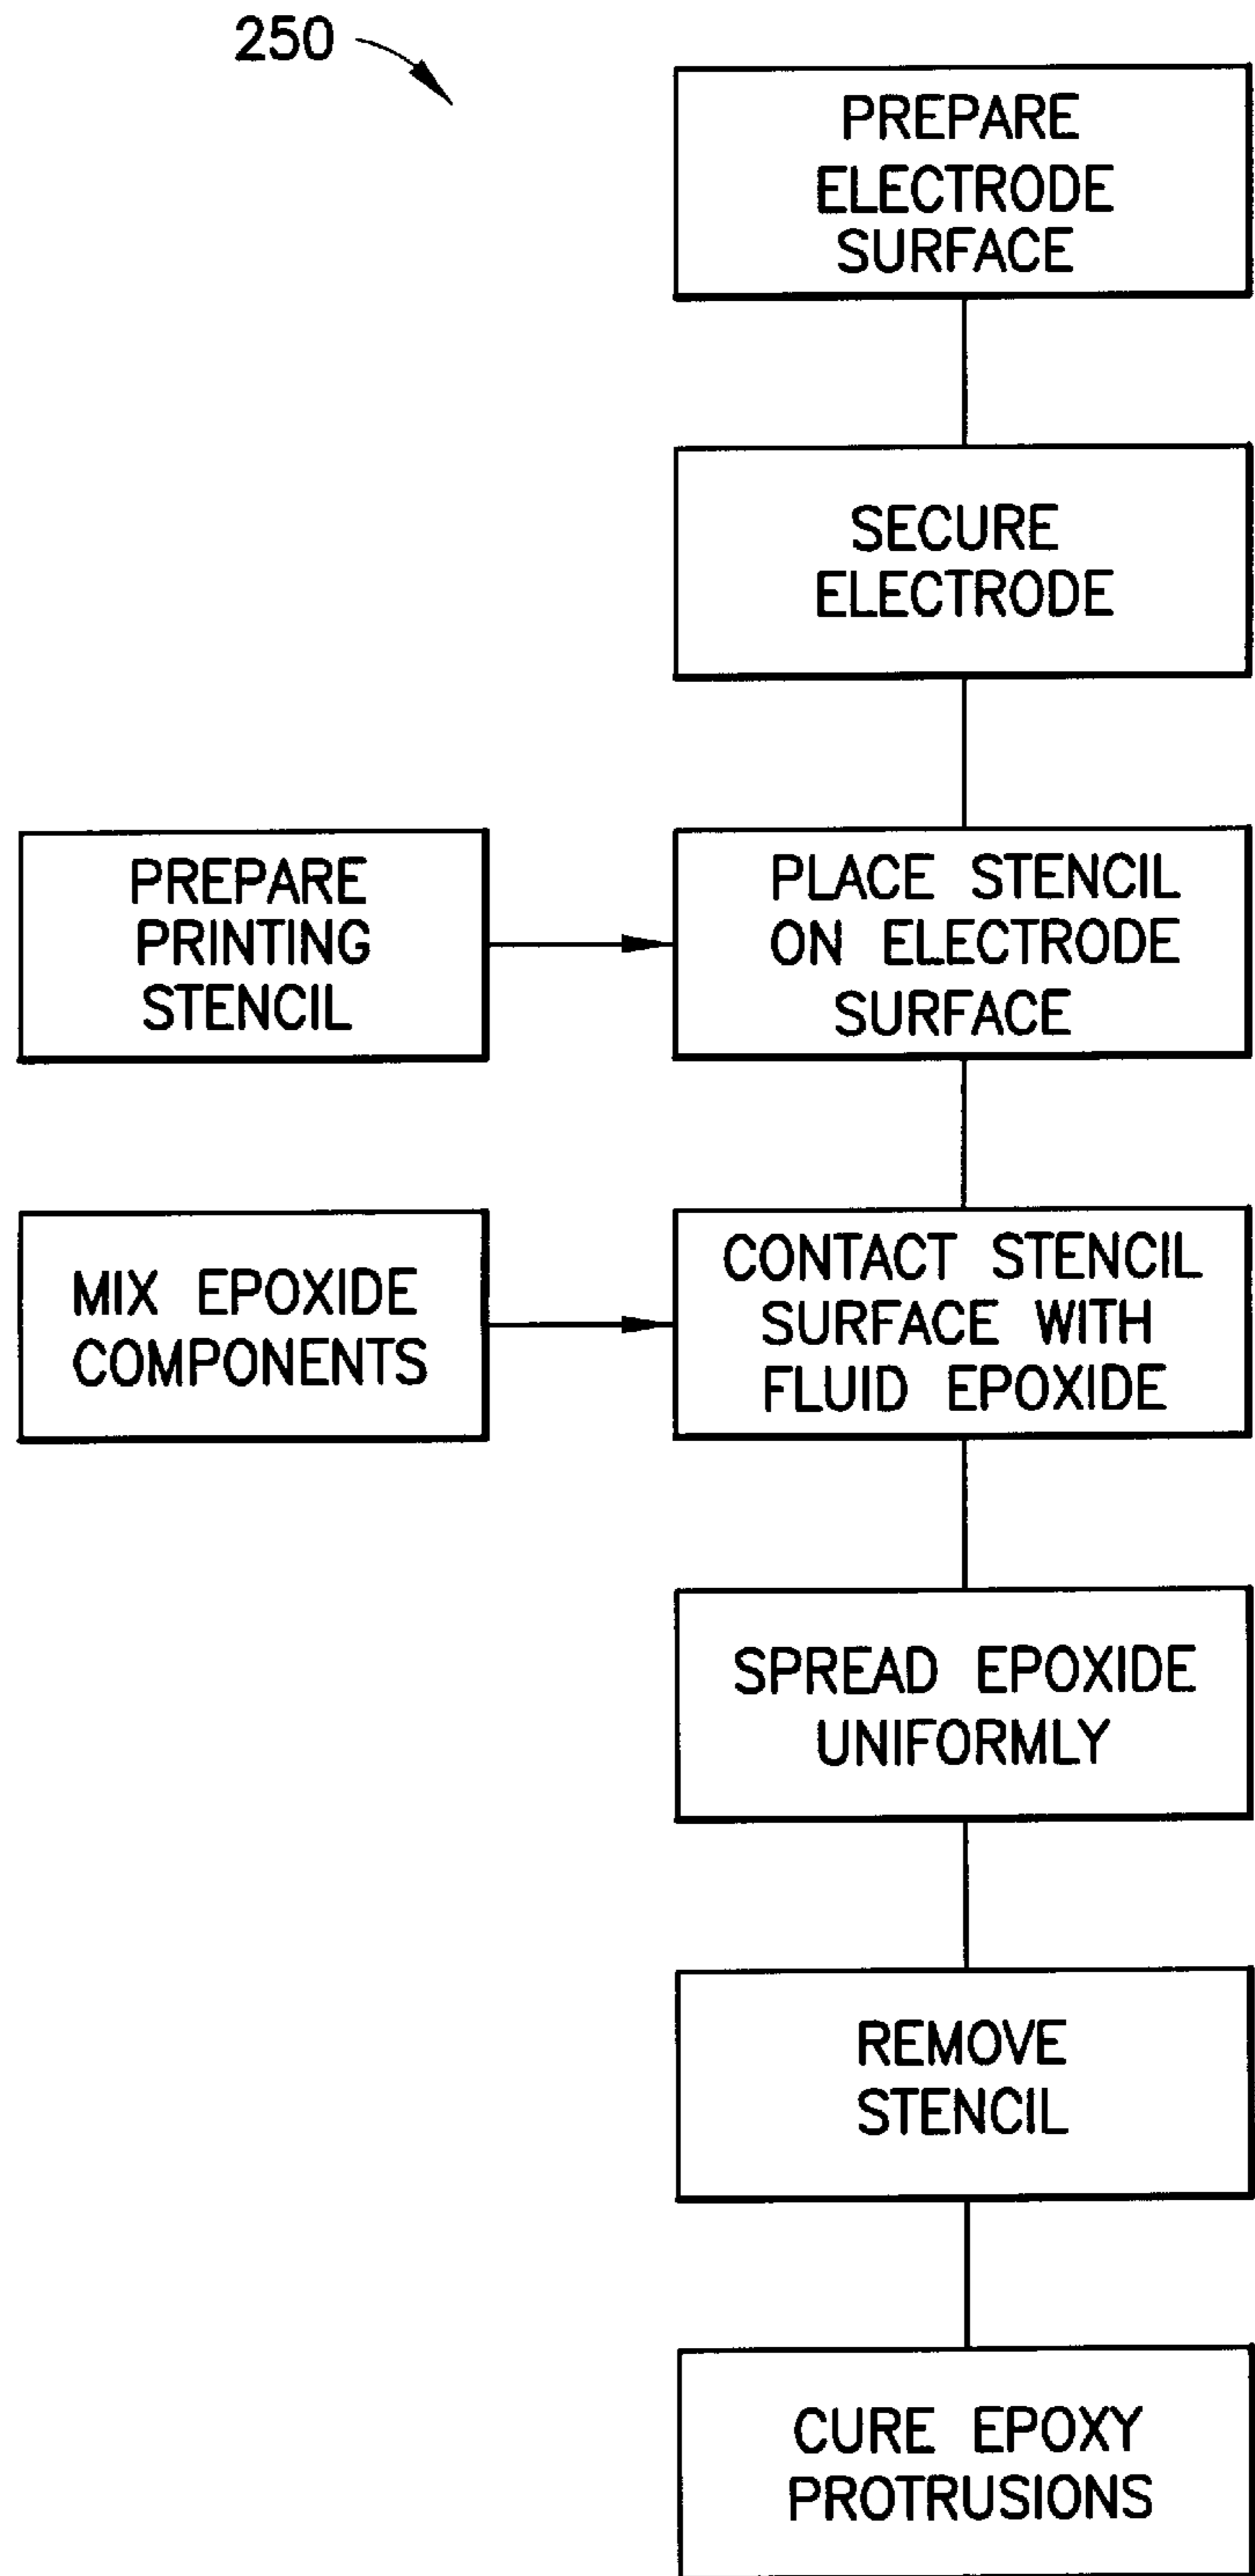 250
PREPARE
ELECTRODE
SURFACE
SECURE
ELECTRODE
PREPARE
PRINTING
STENCIL
PLACE STENCIL
ON ELECTRODE
SURFACE
MIX EPOXIDE
COMPONENTS
CONTACT STENCIL
SURFACE WITH
FLUID EPOXIDE
SPREAD EPOXIDE
UNIFORMLY
REMOVE
STENCIL
CURE EPOXY
PROTRUSIONS